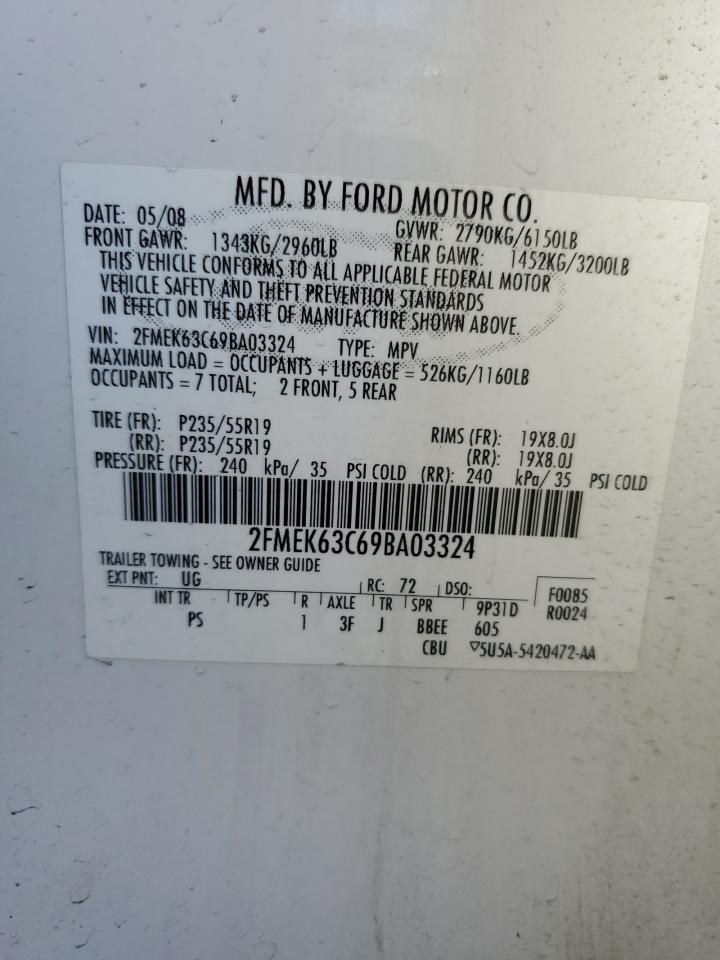 MFD. BY FORD MOTOR CO.
DATE: 05/08 GVWR: 2790KG/6150LB
FRONT GAWR: 1343KG/2960LB REAR GAWR: 1452KG/3200LB
THIS VEHICLE CONFORMS TO ALL APPLICABLE FEDERAL MOTOR
VEHICLE SAFETY AND THEFT PREVENTION STANDARDS
IN EFFECT ON THE DATE OF MANUFACTURE SHOWN ABOVE.
VIN: 2FMEK63C69BA03324 TYPE: MPV
MAXIMUM LOAD = OCCUPANTS + LUGGAGE = 526KG/1160LB
OCCUPANTS = 7 TOTAL; 2 FRONT, 5 REAR
TIRE (FR): P235/55R19 RIMS (FR): 19X8.0J
(RR): P235/55R19 (RR): 19X8.0J
PRESSURE (FR): 240 kPa/ 35 PSI COLD (RR): 240 kPa/ 35 PSI COLD
2FMEK63C69BA03324
TRAILER TOWING - SEE OWNER GUIDE
EXT PNT: UG RC: 72 DSO: F0085
INT TR TP/PS R AXLE TR SPR 9P31D R0024
PS 1 3F J BBEE 605
CBU ▽5U5A-5420472-AA